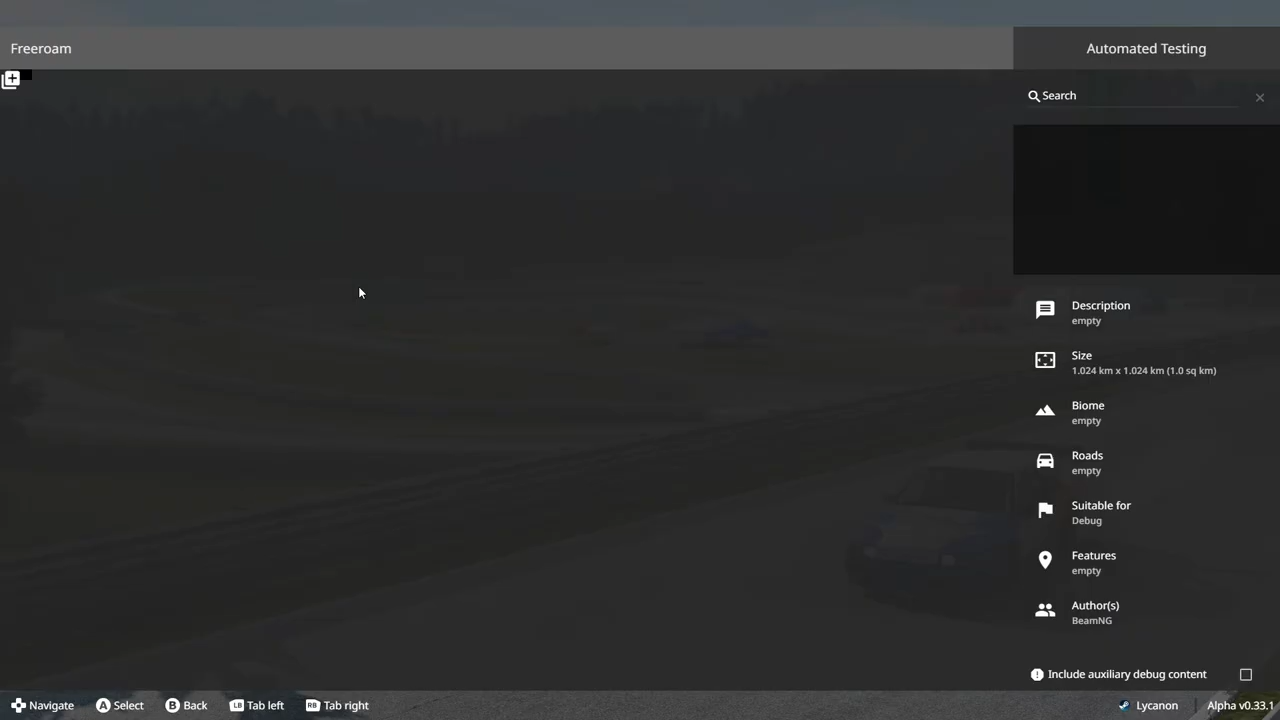 Freeroam
Automated Testing
Search
Description
empty
Size
1.024 km x 1.024 km (1.0 sq km)
Biome
empty
Roads
empty
Suitable for
Debug
Features
empty
Author(s)
BeamNG
Include auxiliary debug content
Navigate
A Select
B Back
LB Tab left
RB Tab right
Lycanon
Alpha v0.33.1